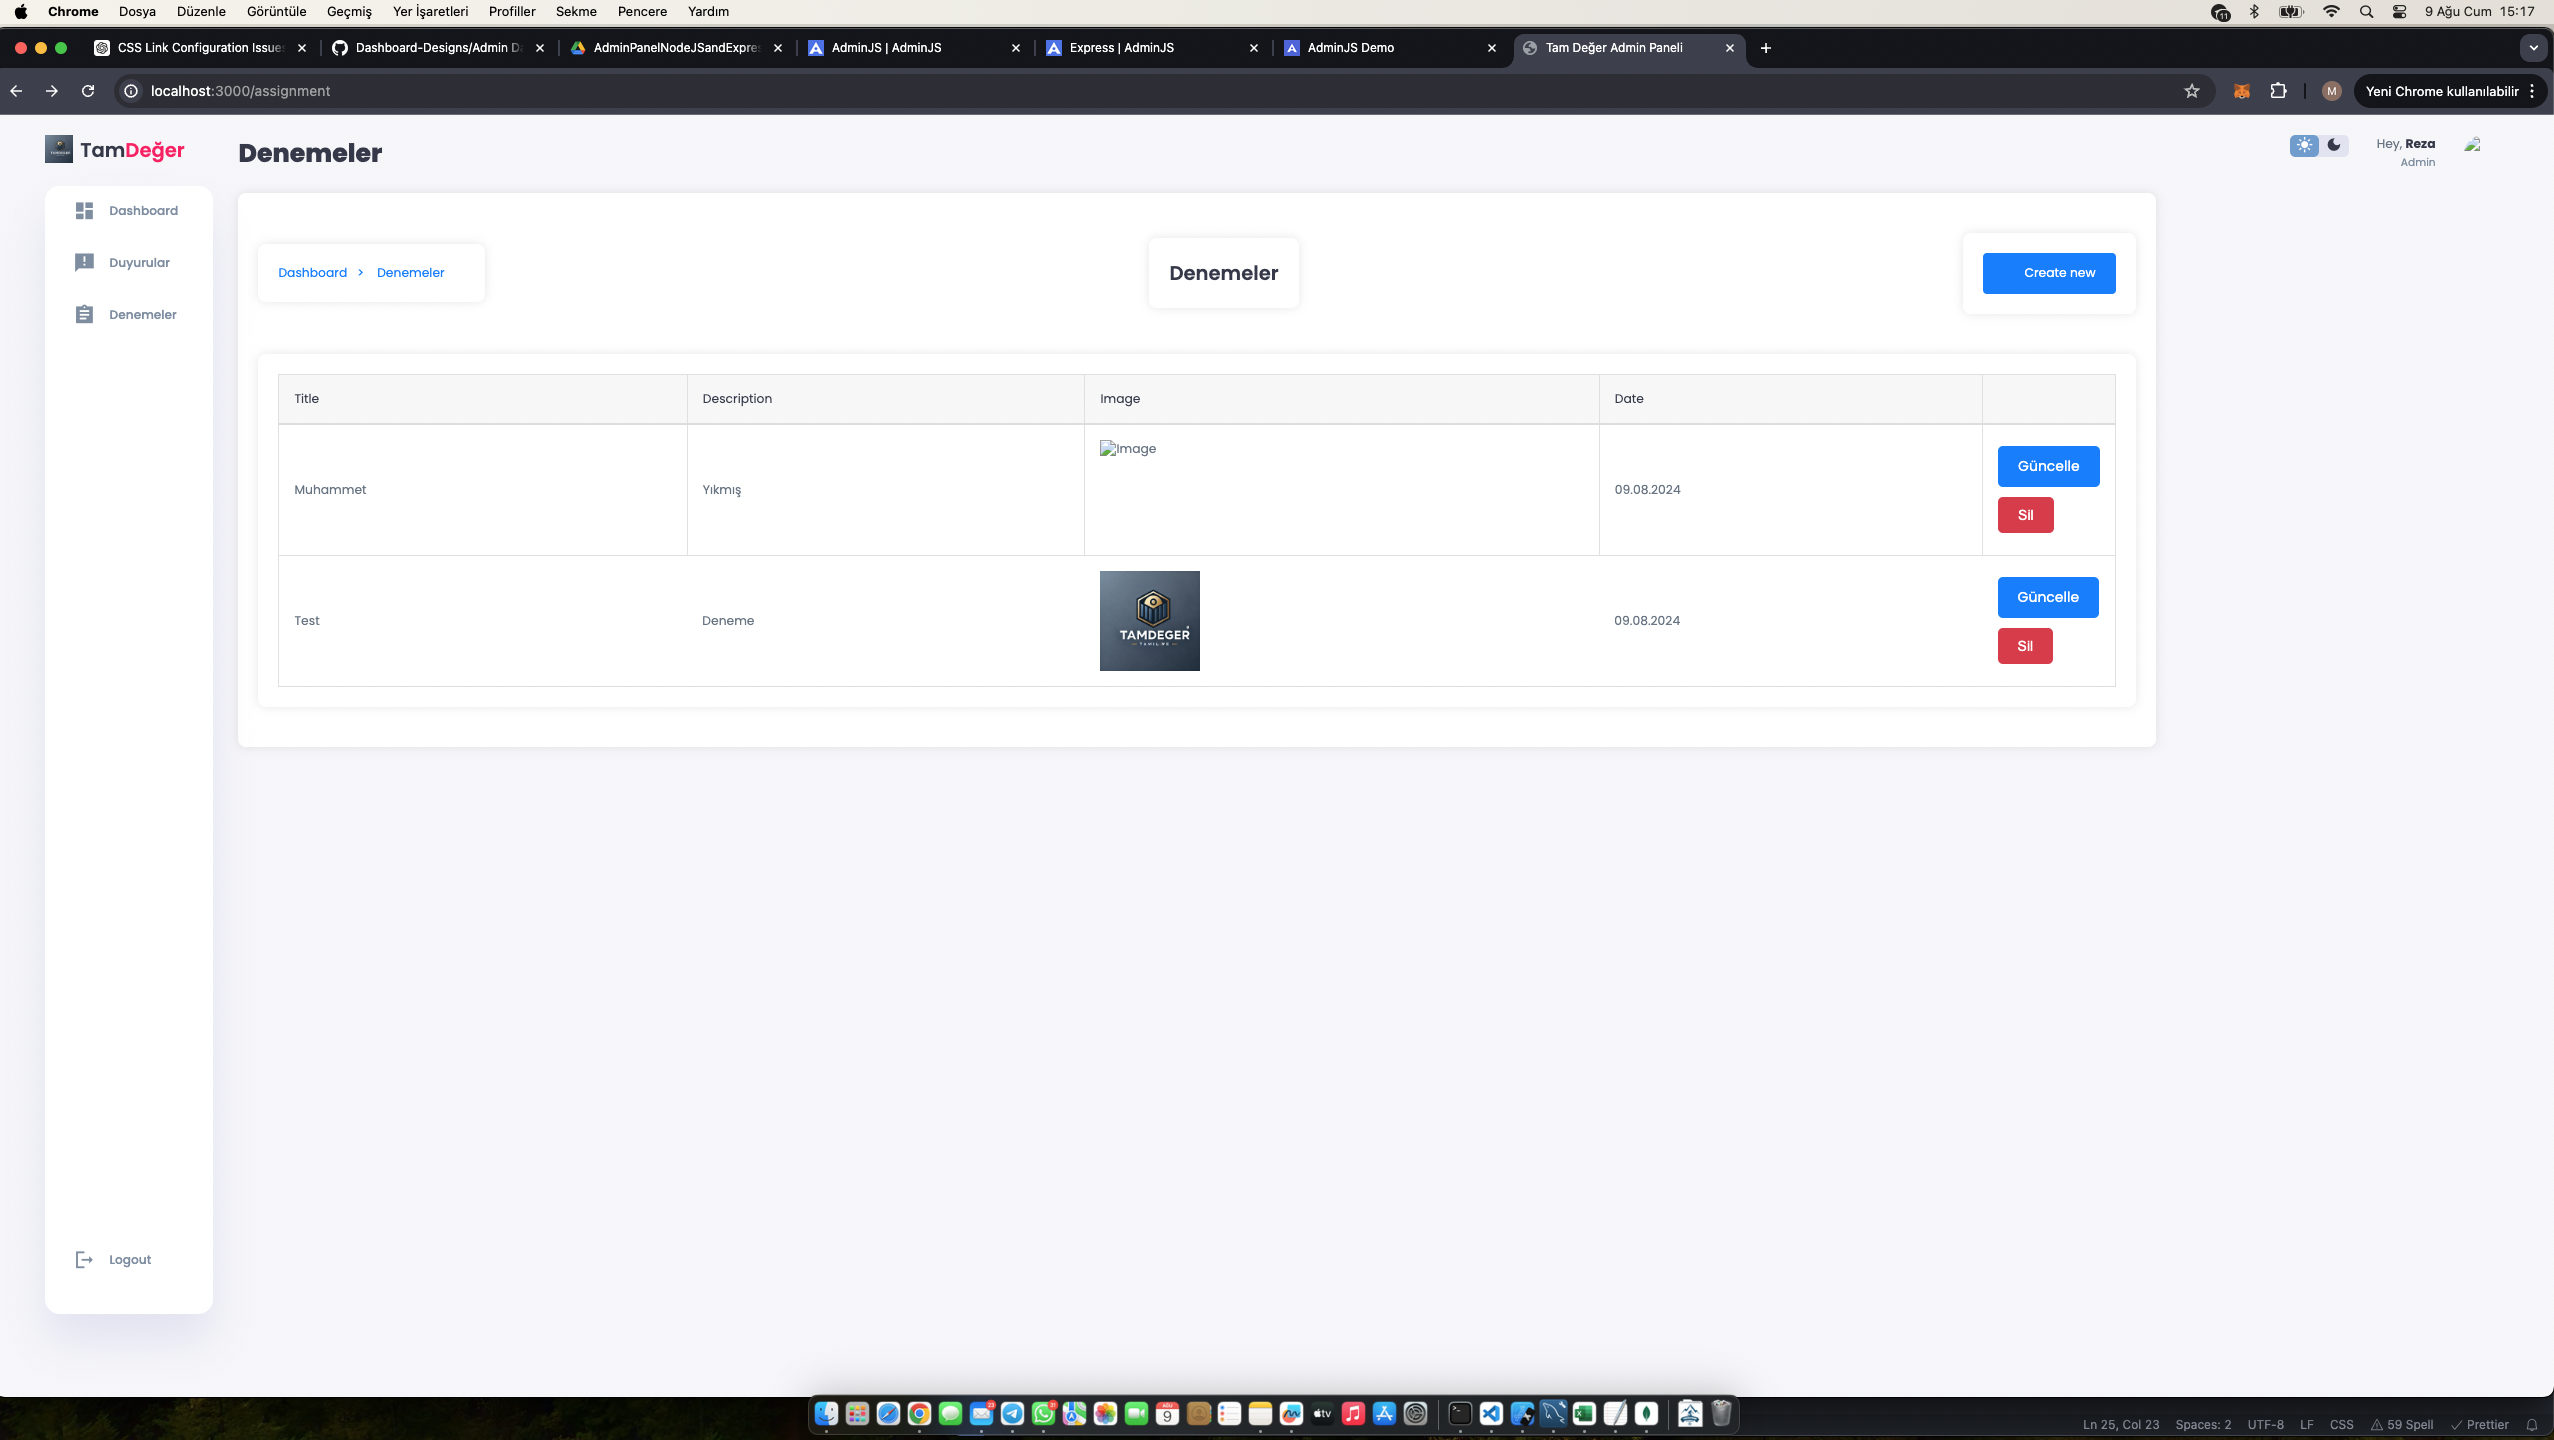 Chrome Dosya Düzenle Görüntüle Geçmiş Yer İşaretleri Profiller Sekme Pencere Yardım 11 9 Ağu Cum 15:17
CSS Link Configuration Issue Dashboard-Designs/Admin D AdminPanelNodeJSandExpre AdminJS | AdminJS Express | AdminJS AdminJS Demo Tam Değer Admin Paneli
localhost:3000/assignment M Yeni Chrome kullanılabilir
TamDeğer
Denemeler
Hey, Reza
Admin
Dashboard
Duyurular
Denemeler
Logout
Dashboard > Denemeler
Denemeler
Create new
Title Description Image Date
Muhammet Yıkmış Image 09.08.2024 Güncelle
Sil
Test Deneme TAMDEGER 09.08.2024 Güncelle
Sil
Ln 25, Col 23 Spaces: 2 UTF-8 LF CSS 59 Spell Prettier